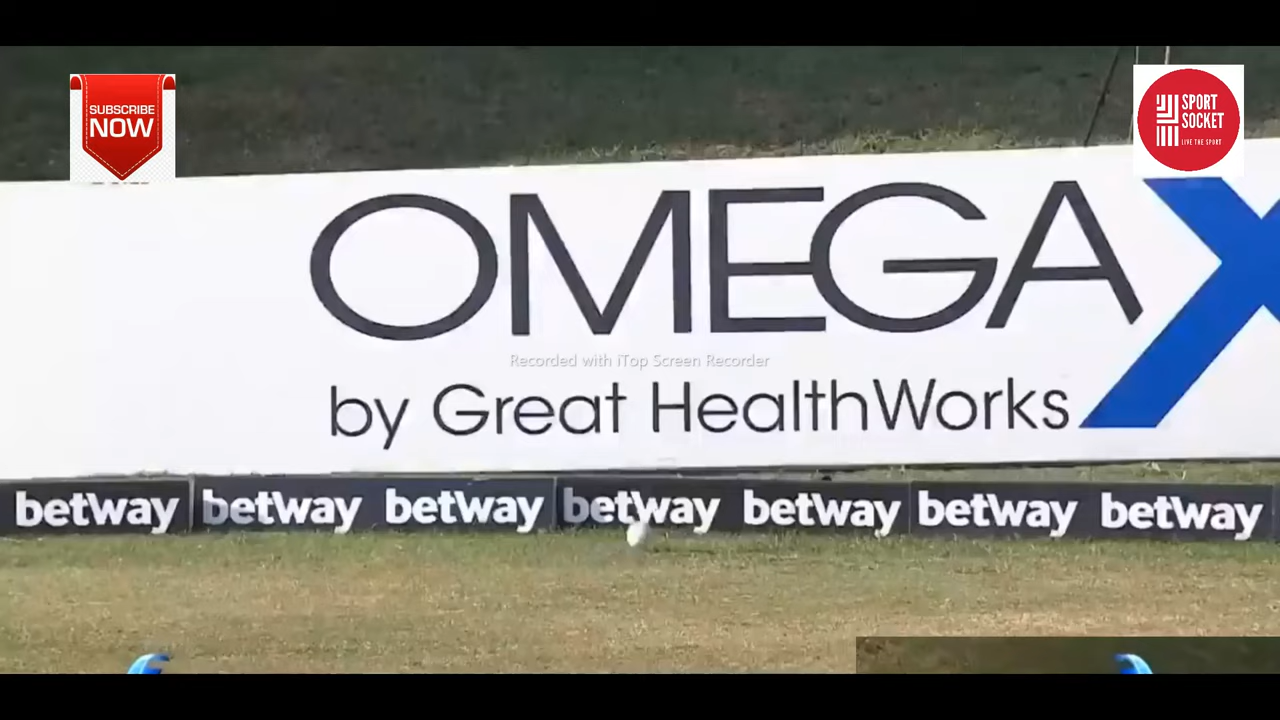 SUBSCRIBE
NOW
SPORT
SOCKET
LIVE THE SPORT
OMEGA X
Recorded with iTop Screen Recorder
by Great HealthWorks
betway betway betway betway betway betway betway